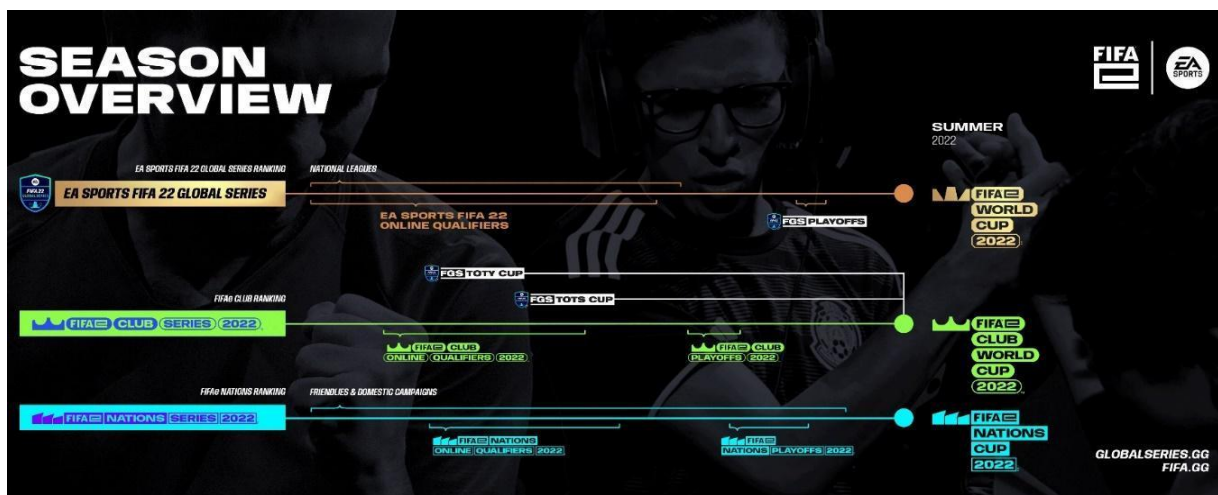 SEASON
OVERVIEW
FIFAe
EA
SPORTS
SUMMER
2022
EA SPORTS FIFA 22 GLOBAL SERIES RANKING
NATIONAL LEAGUES
EA SPORTS FIFA 22 GLOBAL SERIES
EA SPORTS FIFA 22
ONLINE QUALIFIERS
FGS PLAYOFFS
FIFAe
WORLD
CUP
2022
FGS TOTY CUP
FGS TOTS CUP
FIFAe CLUB RANKING
FIFAe CLUB SERIES 2022
FIFAe CLUB
ONLINE QUALIFIERS 2022
FIFAe CLUB
PLAYOFFS 2022
FIFAe
CLUB
WORLD
CUP
2022
FIFAe NATIONS RANKING
FRIENDLIES & DOMESTIC CAMPAIGNS
FIFAe NATIONS SERIES 2022
FIFAe NATIONS
ONLINE QUALIFIERS 2022
FIFAe
NATIONS PLAYOFFS 2022
FIFAe
NATIONS
CUP
2022
GLOBALSERIES.GG
FIFA.GG